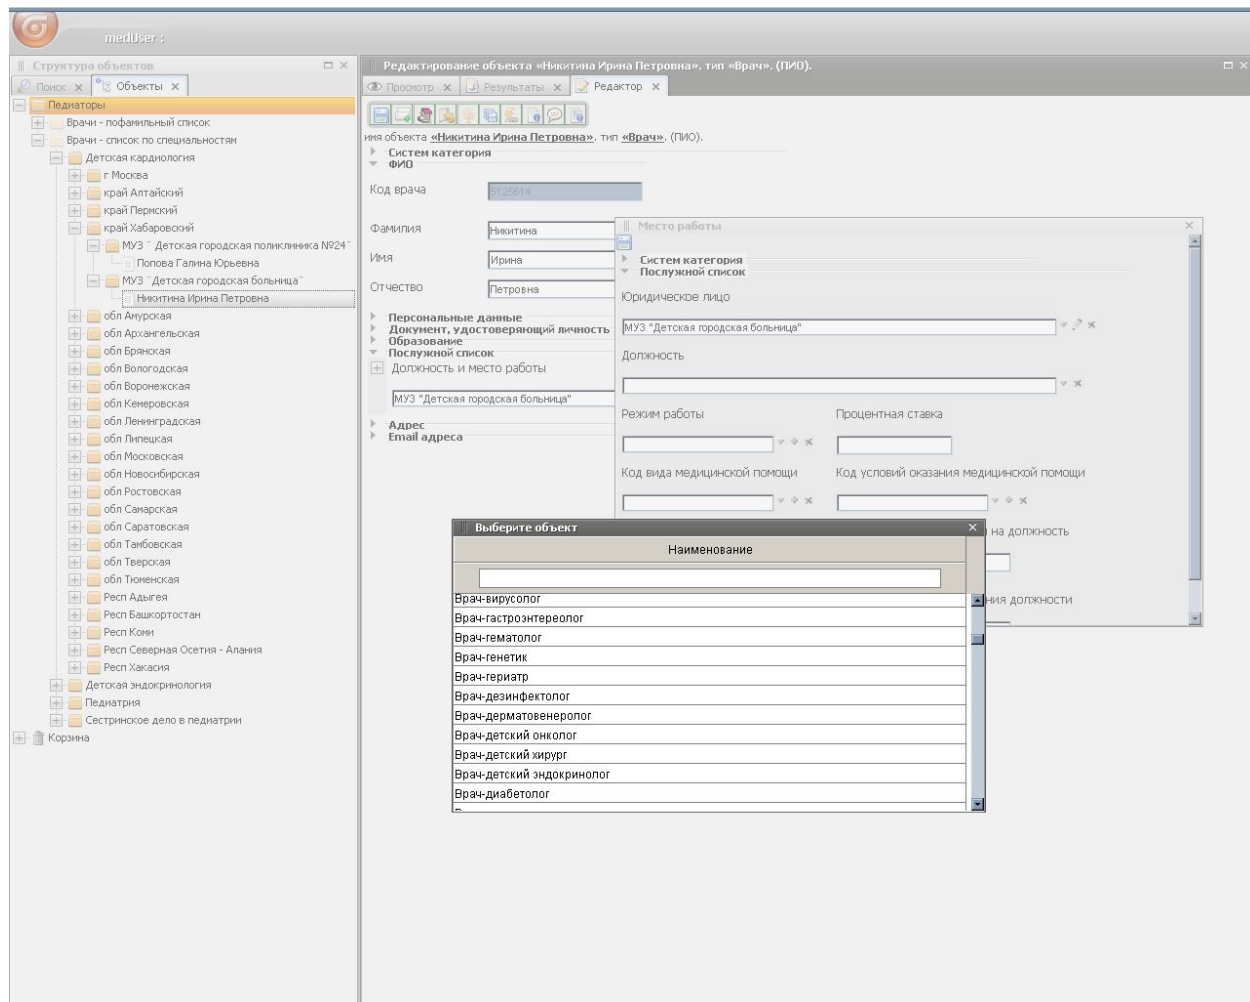 medUser :
Структура объектов
Поиск
Объекты
Педиаторы
Врачи - пофамильный список
Врачи - список по специальностям
Детская кардиология
г Москва
край Алтайский
край Пермский
край Хабаровский
МУЗ " Детская городская поликлиника №24"
Попова Галина Юрьевна
МУЗ "Детская городская больница"
Никитина Ирина Петровна
обл Амурская
обл Архангельская
обл Брянская
обл Вологодская
обл Воронежская
обл Кемеровская
обл Ленинградская
обл Липецкая
обл Московская
обл Новосибирская
обл Ростовская
обл Самарская
обл Саратовская
обл Тамбовская
обл Тверская
обл Тюменская
Респ Адыгея
Респ Башкортостан
Респ Коми
Респ Северная Осетия - Алания
Респ Хакасия
Детская эндокринология
Педиатрия
Сестринское дело в педиатрии
Корзина
Редактирование объекта «Никитина Ирина Петровна», тип «Врач». (ПИО).
Просмотр
Результаты
Редактор
имя объекта «Никитина Ирина Петровна», тип «Врач». (ПИО).
Систем категория
ФИО
Код врача
5125614
Фамилия
Никитина
Имя
Ирина
Отчество
Петровна
Персональные данные
Документ, удостоверяющий личность
Образование
Послужной список
Должность и место работы
МУЗ "Детская городская больница"
Адрес
Email адреса
Место работы
Систем категория
Послужной список
Юридическое лицо
МУЗ "Детская городская больница"
Должность
Режим работы
Процентная ставка
Код вида медицинской помощи
Код условий оказания медицинской помощи
на должность
ния должности
Выберите объект
Наименование
Врач-вирусолог
Врач-гастроэнтереолог
Врач-гематолог
Врач-генетик
Врач-гериатр
Врач-дезинфектолог
Врач-дерматовенеролог
Врач-детский онколог
Врач-детский хирург
Врач-детский эндокринолог
Врач-диабетолог